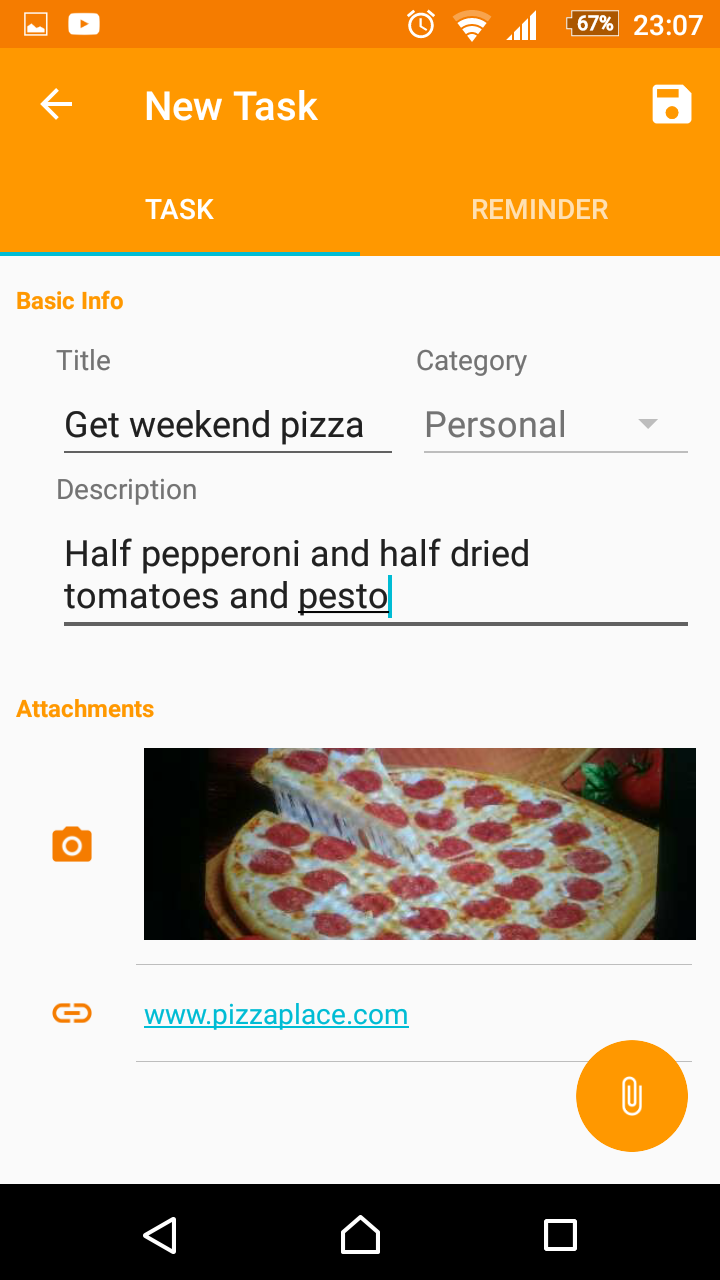 67% 23:07
New Task
TASK REMINDER
Basic Info
Title Category
Get weekend pizza Personal
Description
Half pepperoni and half dried
tomatoes and pesto
Attachments
www.pizzaplace.com